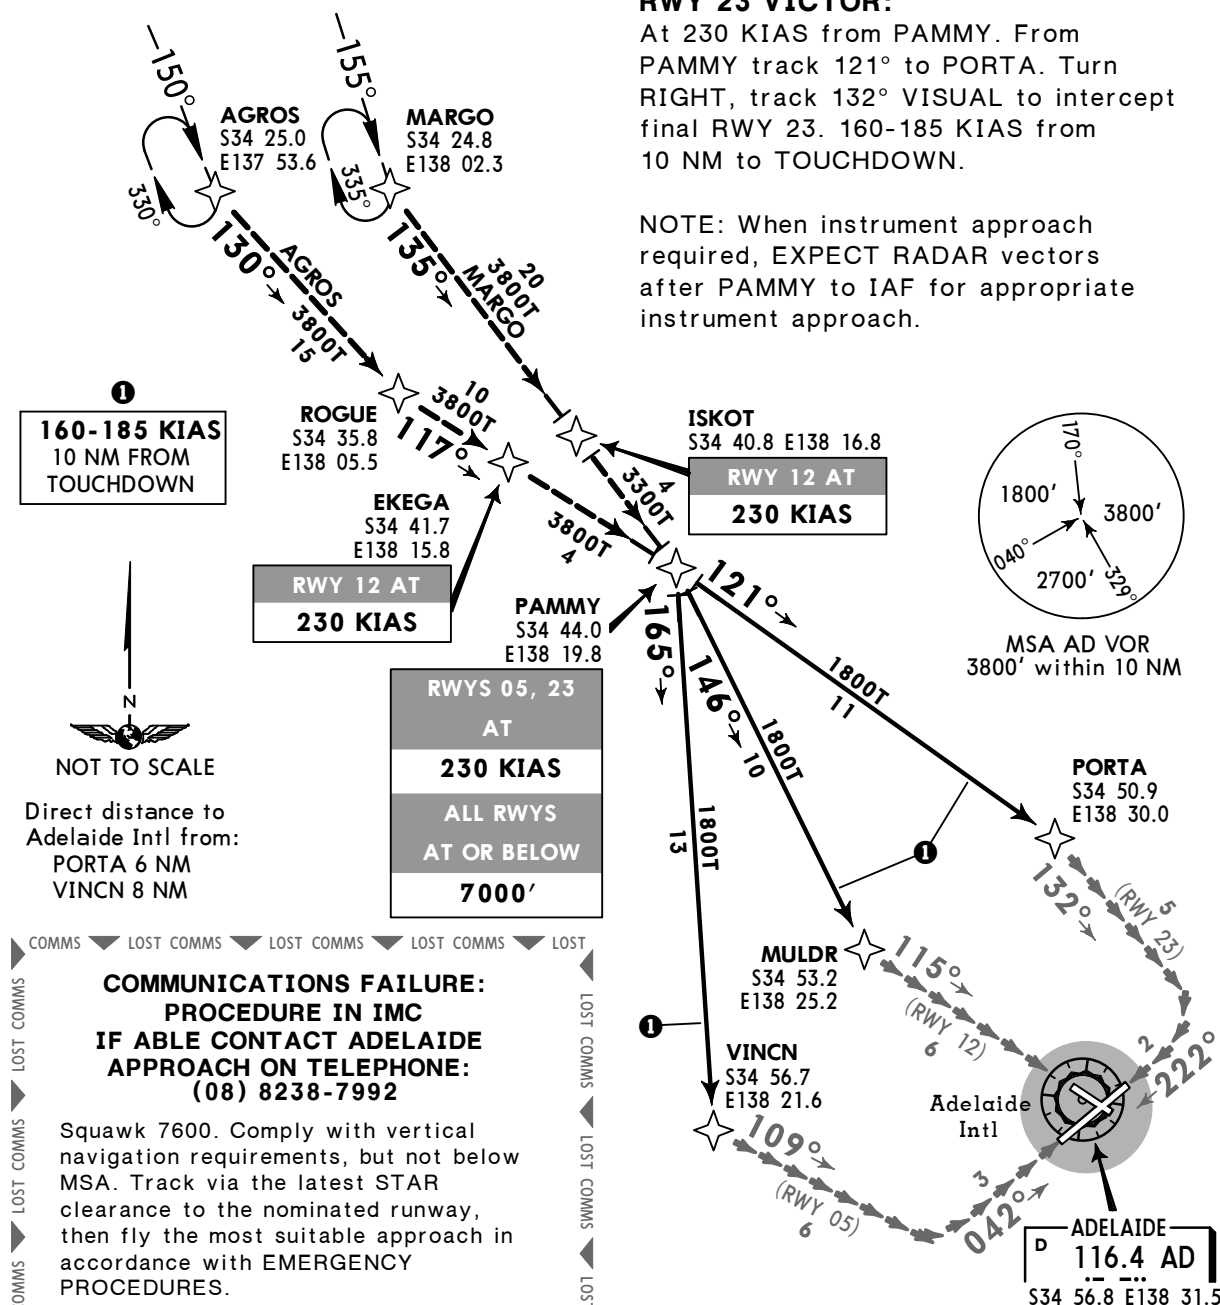 RWY 23 VICTOR:
At 230 KIAS from PAMMY. From
PAMMY track 121° to PORTA. Turn
RIGHT, track 132° VISUAL to intercept
final RWY 23. 160-185 KIAS from
10 NM to TOUCHDOWN.
NOTE: When instrument approach
required, EXPECT RADAR vectors
after PAMMY to IAF for appropriate
instrument approach.
150°
155°
AGROS
S34 25.0
E137 53.6
MARGO
S34 24.8
E138 02.3
330°
335°
130°
AGROS
3800T
15
135°
20
3800T
MARGO
1
160-185 KIAS
10 NM FROM
TOUCHDOWN
ROGUE
S34 35.8
E138 05.5
10
3800T
117°
ISKOT
S34 40.8 E138 16.8
RWY 12 AT
230 KIAS
EKEGA
S34 41.7
E138 15.8
RWY 12 AT
230 KIAS
4
3300T
3800T
4
170°
1800'
3800'
040°
2700'
329°
MSA AD VOR
3800' within 10 NM
PAMMY
S34 44.0
E138 19.8
RWYS 05, 23
AT
230 KIAS
ALL RWYS
AT OR BELOW
7000'
121°
165°
146°
1800T
11
1800T
10
1800T
13
N
NOT TO SCALE
Direct distance to
Adelaide Intl from:
PORTA 6 NM
VINCN 8 NM
PORTA
S34 50.9
E138 30.0
1
132°
5
(RWY 23)
MULDR
S34 53.2
E138 25.2
115°
(RWY 12)
6
1
VINCN
S34 56.7
E138 21.6
109°
(RWY 05)
6
2
222°
3
042°
Adelaide
Intl
ADELAIDE
D
116.4 AD
S34 56.8 E138 31.5
COMMS LOST COMMS LOST COMMS LOST COMMS LOST
LOST COMMS
LOST COMMS
COMMS
LOST COMMS
LOST COMMS
LOST
COMMUNICATIONS FAILURE:
PROCEDURE IN IMC
IF ABLE CONTACT ADELAIDE
APPROACH ON TELEPHONE:
(08) 8238-7992
Squawk 7600. Comply with vertical
navigation requirements, but not below
MSA. Track via the latest STAR
clearance to the nominated runway,
then fly the most suitable approach in
accordance with EMERGENCY
PROCEDURES.